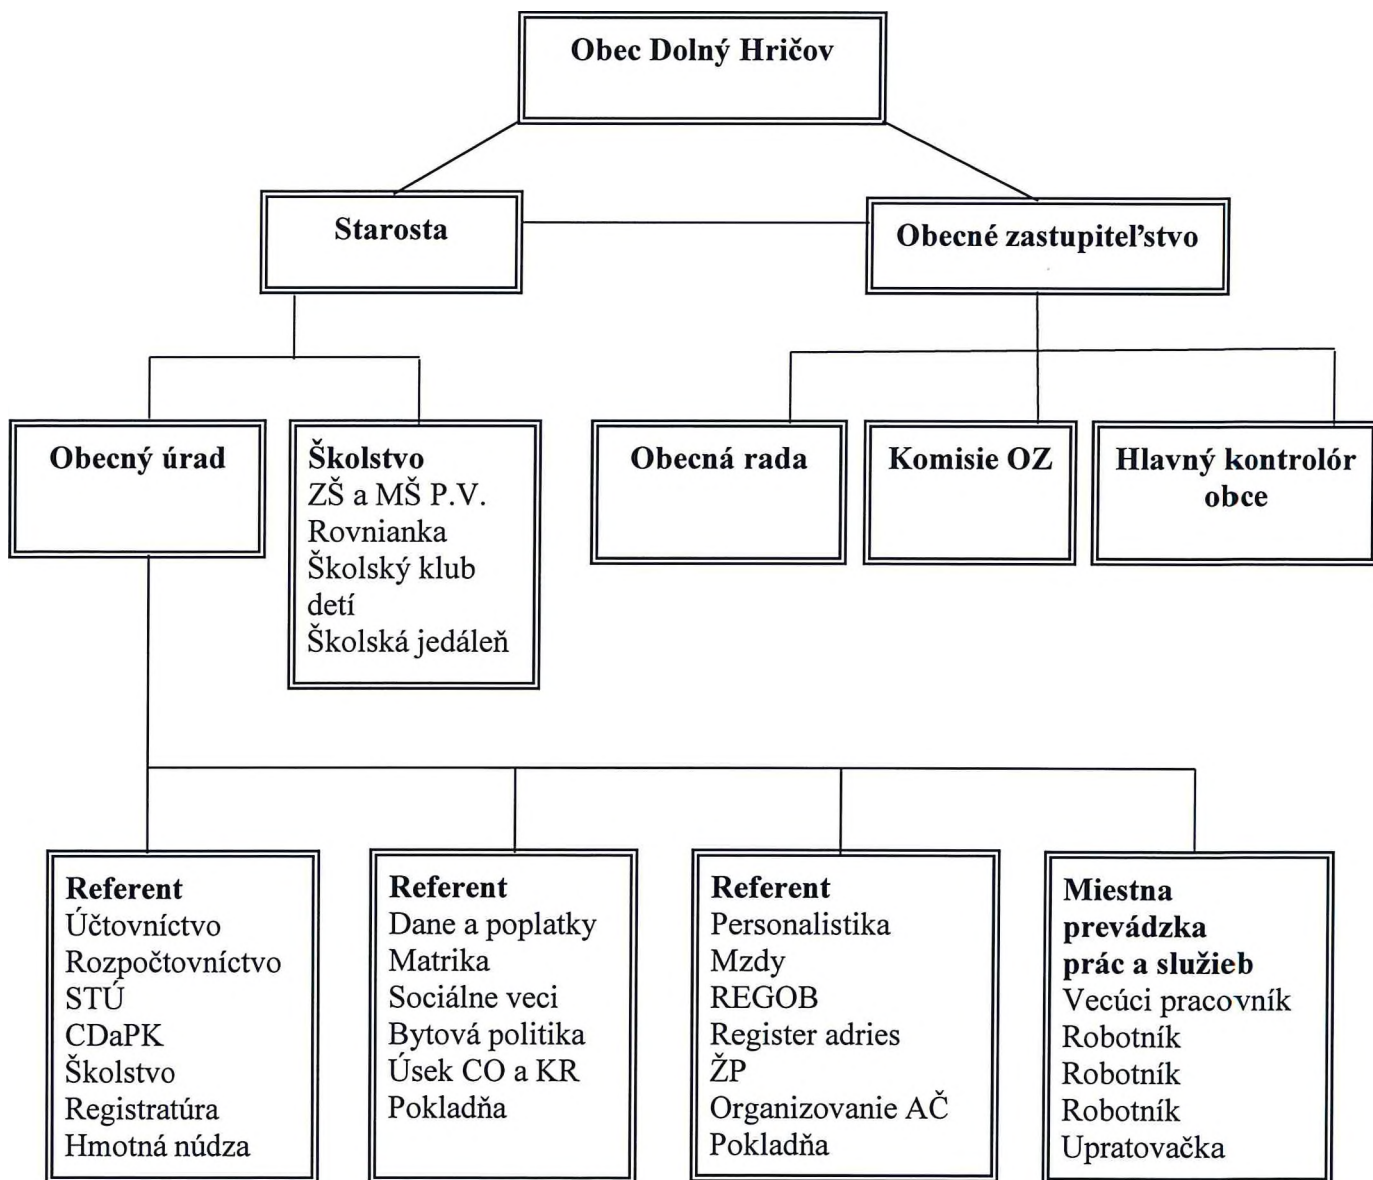 Obec Dolný Hričov
Starosta
Obecné zastupiteľstvo
Obecný úrad
Školstvo
ZŠ a MŠ P.V.
Rovnianka
Školský klub
detí
Školská jedáleň
Obecná rada
Komisie OZ
Hlavný kontrolór
obce
Referent
Účtovníctvo
Rozpočtovníctvo
STÚ
CDaPK
Školstvo
Registratúra
Hmotná núdza
Referent
Dane a poplatky
Matrika
Sociálne veci
Bytová politika
Úsek CO a KR
Pokladňa
Referent
Personalistika
Mzdy
REGOB
Register adries
ŽP
Organizovanie AČ
Pokladňa
Miestna
prevádzka
prác a služieb
Vecúci pracovník
Robotník
Robotník
Robotník
Upratovačka